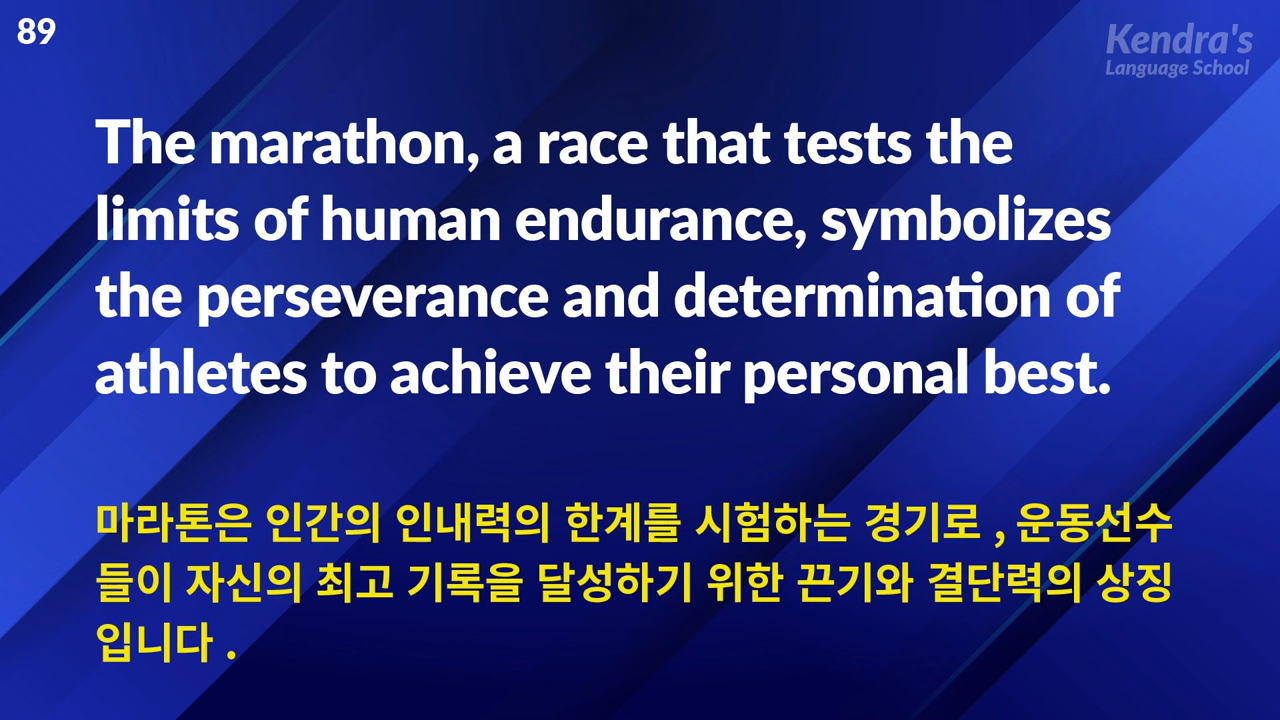 89
Kendra's
Language School
The marathon, a race that tests the
limits of human endurance, symbolizes
the perseverance and determination of
athletes to achieve their personal best.
마라톤은 인간의 인내력의 한계를 시험하는 경기로 , 운동선수
들이 자신의 최고 기록을 달성하기 위한 끈기와 결단력의 상징
입니다 .